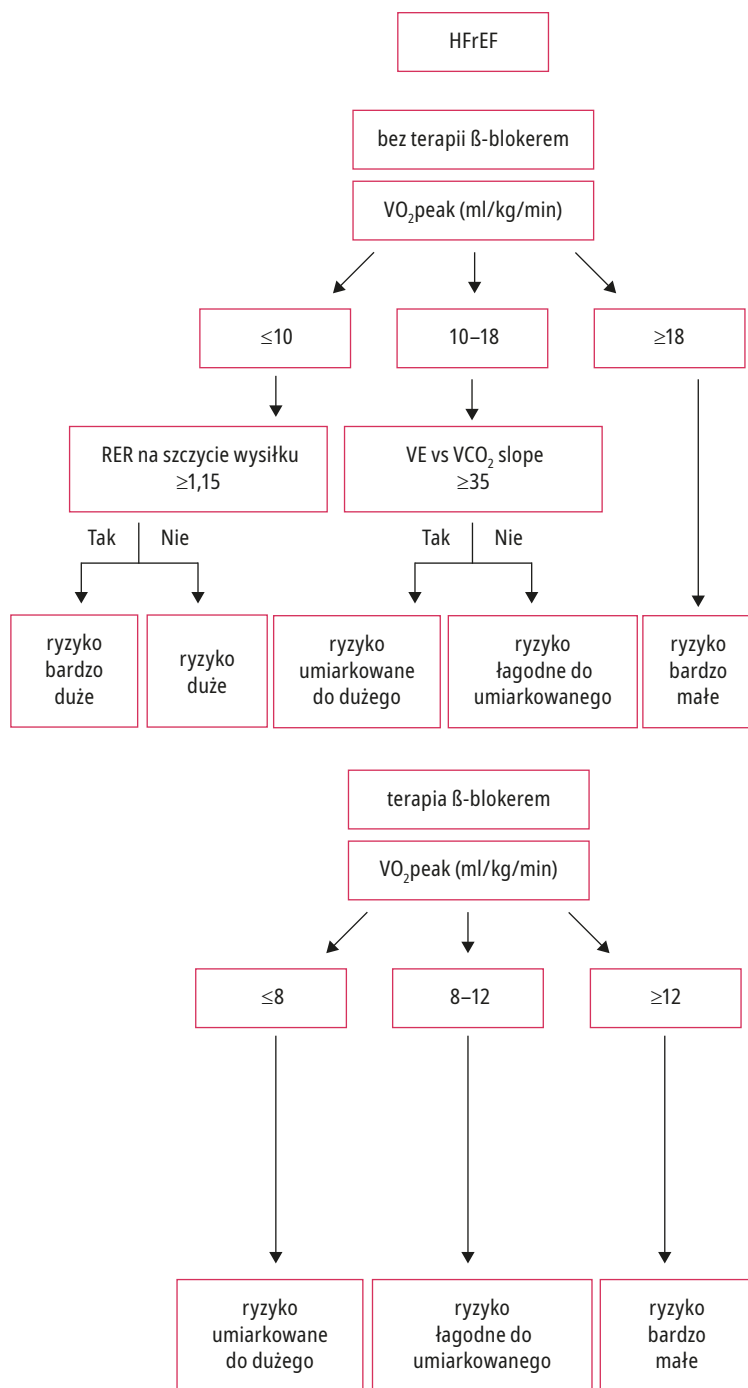 HFrEF
bez terapii ß-blokerem
VO₂peak (ml/kg/min)
≤10
10–18
≥18
RER na szczycie wysiłku
≥1,15
VE vs VCO₂ slope
≥35
Tak
Nie
Tak
Nie
ryzyko
bardzo
duże
ryzyko
duże
ryzyko
umiarkowane
do dużego
ryzyko
łagodne do
umiarkowanego
ryzyko
bardzo
małe
terapia ß-blokerem
VO₂peak (ml/kg/min)
≤8
8–12
≥12
ryzyko
umiarkowane
do dużego
ryzyko
łagodne do
umiarkowanego
ryzyko
bardzo
małe